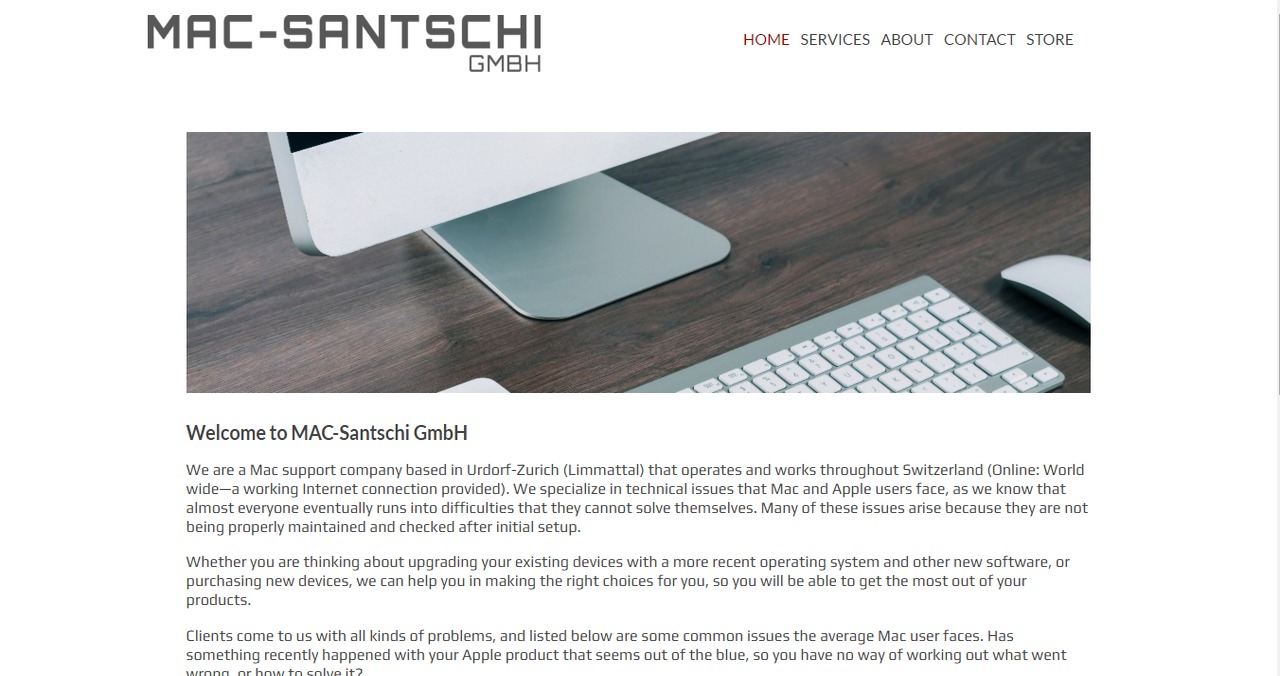 MAC-SANTSCHI
GMBH
HOME SERVICES ABOUT CONTACT STORE
Welcome to MAC-Santschi GmbH
We are a Mac support company based in Urdorf-Zurich (Limmattal) that operates and works throughout Switzerland (Online: World
wide—a working Internet connection provided). We specialize in technical issues that Mac and Apple users face, as we know that
almost everyone eventually runs into difficulties that they cannot solve themselves. Many of these issues arise because they are not
being properly maintained and checked after initial setup.
Whether you are thinking about upgrading your existing devices with a more recent operating system and other new software, or
purchasing new devices, we can help you in making the right choices for you, so you will be able to get the most out of your
products.
Clients come to us with all kinds of problems, and listed below are some common issues the average Mac user faces. Has
something recently happened with your Apple product that seems out of the blue, so you have no way of working out what went
wrong, or how to solve it?